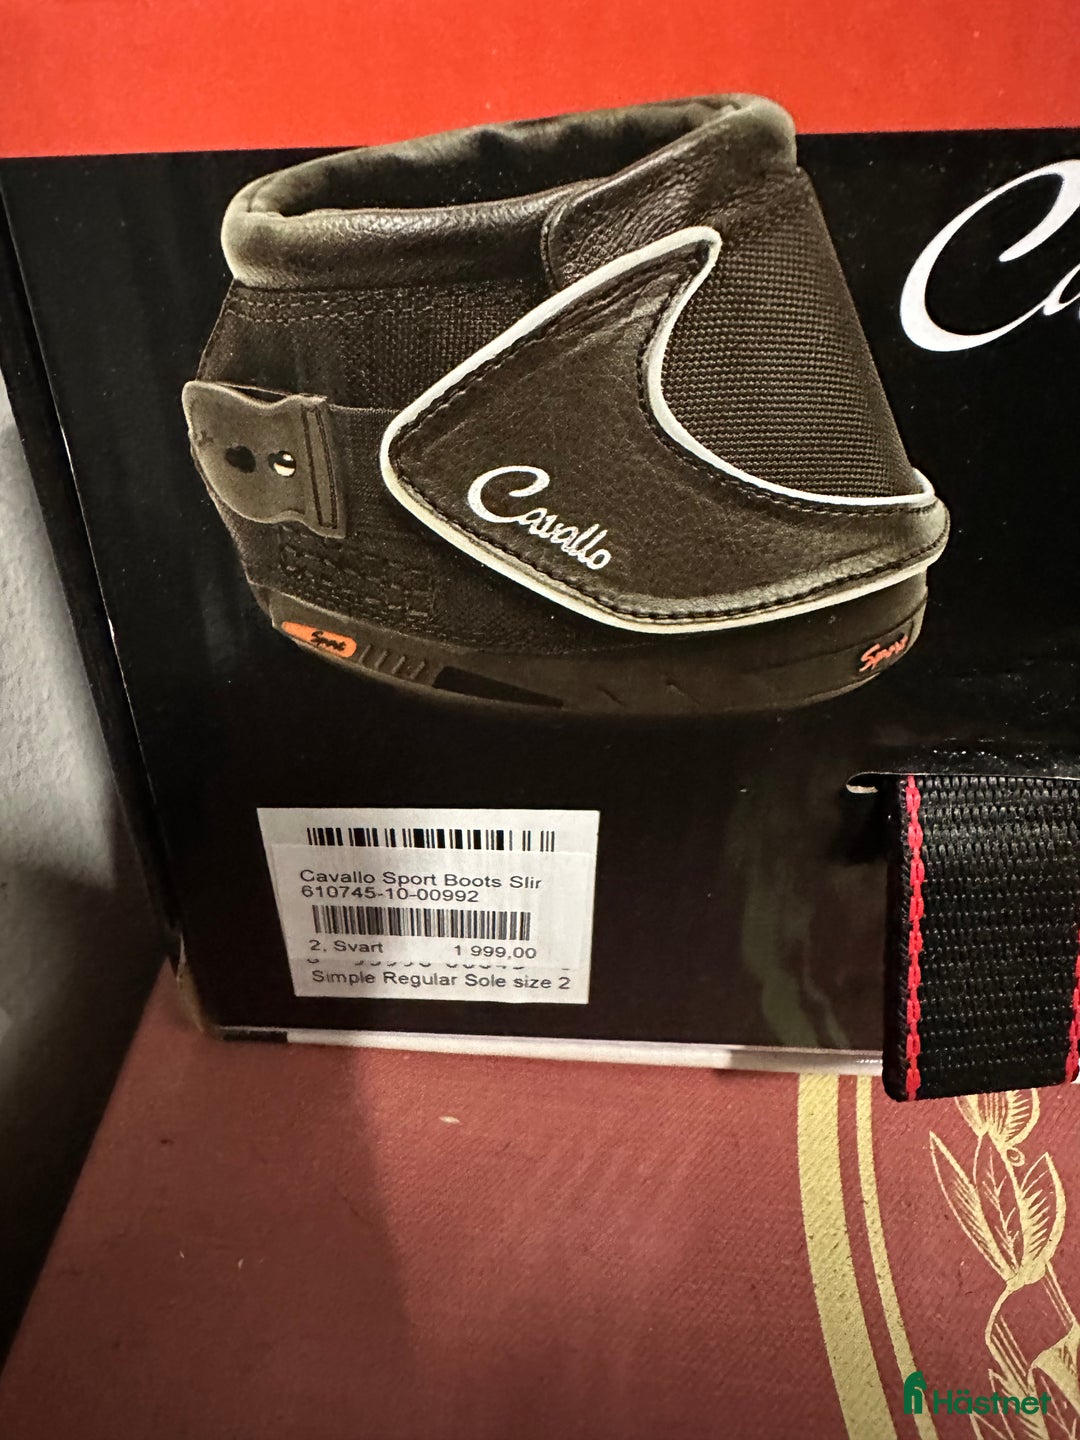 Ca
Cavallo
Sport
Sport
Cavallo Sport Boots Slir
610745-10-00992
2, Svart 1 999,00
Simple Regular Sole size 2
Hästnet